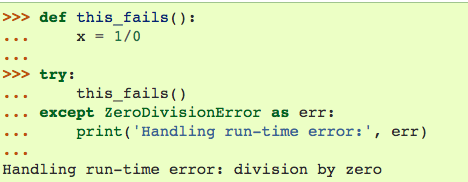 >>> def this_fails():
...     x = 1/0
...
>>> try:
...     this_fails()
... except ZeroDivisionError as err:
...     print('Handling run-time error:', err)
...
Handling run-time error: division by zero